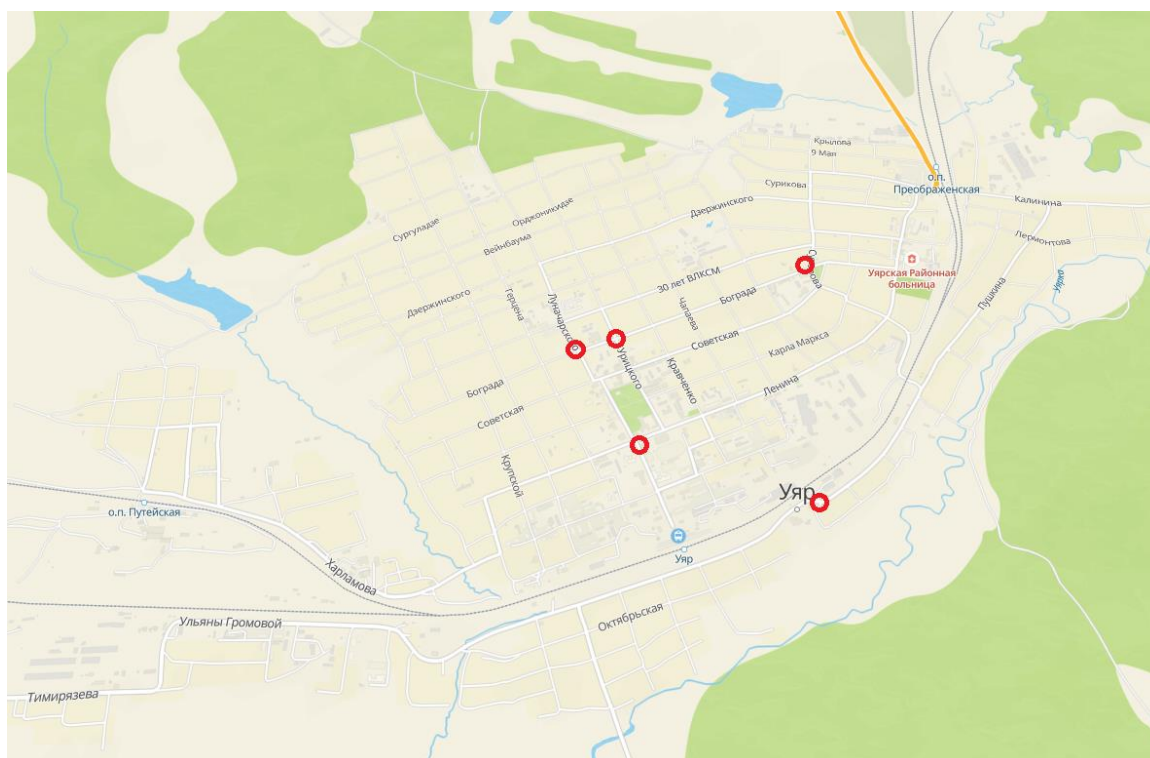 Крылова
9 Мая
о.п.
Преображенская
Сурикова
Калинина
Дзержинского
Орджоникидзе
Сургуладзе
Вейнбаума
Лермонтова
Уярская Районная
больница
Уярка
30 лет ВЛКСМ
Пушкина
Дзержинского
Герцена
Луначарского
Бограда
Чапаева
Советская
Карла Маркса
Урицкого
Кравченко
Бограда
Ленина
Советская
Крупской
Уяр
о.п. Путейская
Уяр
Харламова
Октябрьская
Ульяны Громовой
Тимирязева